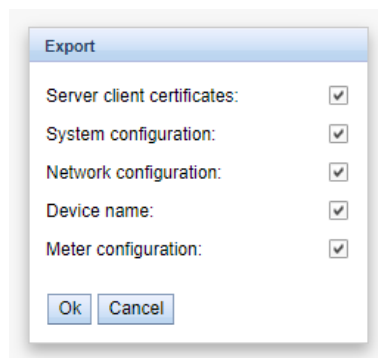 Export
Server client certificates:
System configuration:
Network configuration:
Device name:
Meter configuration:
Ok Cancel